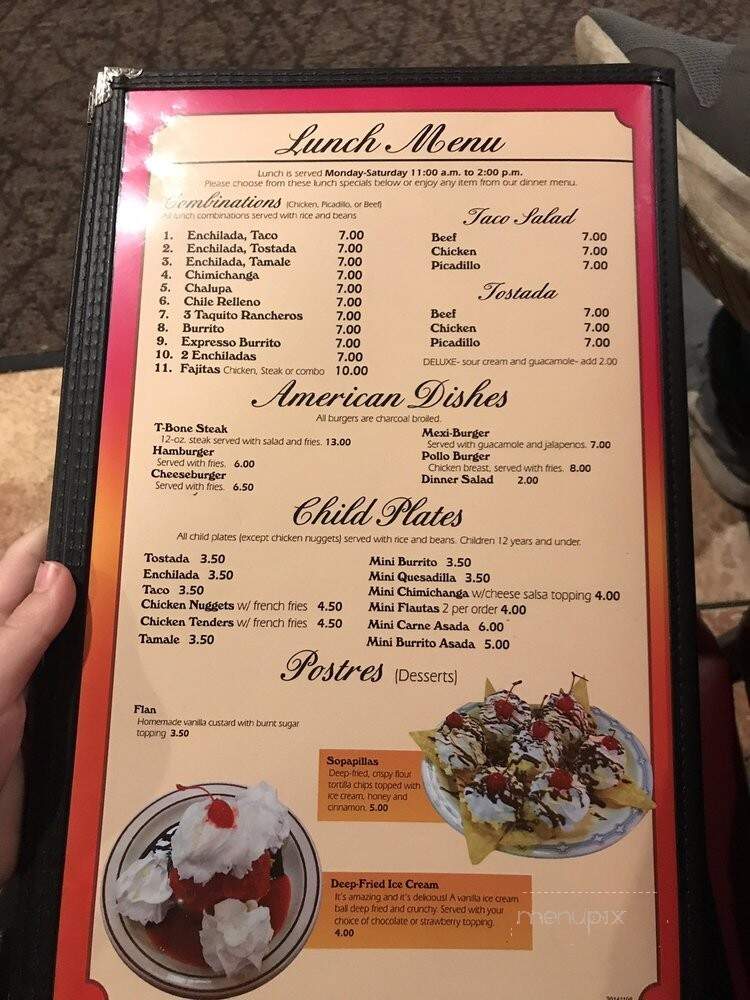 Lunch Menu
Lunch is served Monday-Saturday 11:00 a.m. to 2:00 p.m.
Please choose from these lunch specials below or enjoy any item from our dinner menu.
Combinations (Chicken, Picadillo, or Beef)
All lunch combinations served with rice and beans
1. Enchilada, Taco 7.00
2. Enchilada, Tostada 7.00
3. Enchilada, Tamale 7.00
4. Chimichanga 7.00
5. Chalupa 7.00
6. Chile Relleno 7.00
7. 3 Taquito Rancheros 7.00
8. Burrito 7.00
9. Expresso Burrito 7.00
10. 2 Enchiladas 7.00
11. Fajitas Chicken, Steak or combo 10.00
Taco Salad
Beef 7.00
Chicken 7.00
Picadillo 7.00
Tostada
Beef 7.00
Chicken 7.00
Picadillo 7.00
DELUXE- sour cream and guacamole- add 2.00
American Dishes
All burgers are charcoal broiled.
T-Bone Steak
12-oz. steak served with salad and fries. 13.00
Hamburger
Served with fries. 6.00
Cheeseburger
Served with fries. 6.50
Mexi-Burger
Served with guacamole and jalapenos. 7.00
Pollo Burger
Chicken breast, served with fries. 8.00
Dinner Salad 2.00
Child Plates
All child plates (except chicken nuggets) served with rice and beans. Children 12 years and under.
Tostada 3.50
Enchilada 3.50
Taco 3.50
Chicken Nuggets w/ french fries 4.50
Chicken Tenders w/ french fries 4.50
Tamale 3.50
Mini Burrito 3.50
Mini Quesadilla 3.50
Mini Chimichanga w/cheese salsa topping 4.00
Mini Flautas 2 per order 4.00
Mini Carne Asada 6.00
Mini Burrito Asada 5.00
Postres (Desserts)
Flan
Homemade vanilla custard with burnt sugar
topping 3.50
Sopapillas
Deep-fried, crispy flour
tortilla chips topped with
ice cream, honey and
cinnamon. 5.00
Deep-Fried Ice Cream
It's amazing and it's delicious! A vanilla ice cream
ball deep fried and crunchy. Served with your
choice of chocolate or strawberry topping.
4.00
menupix